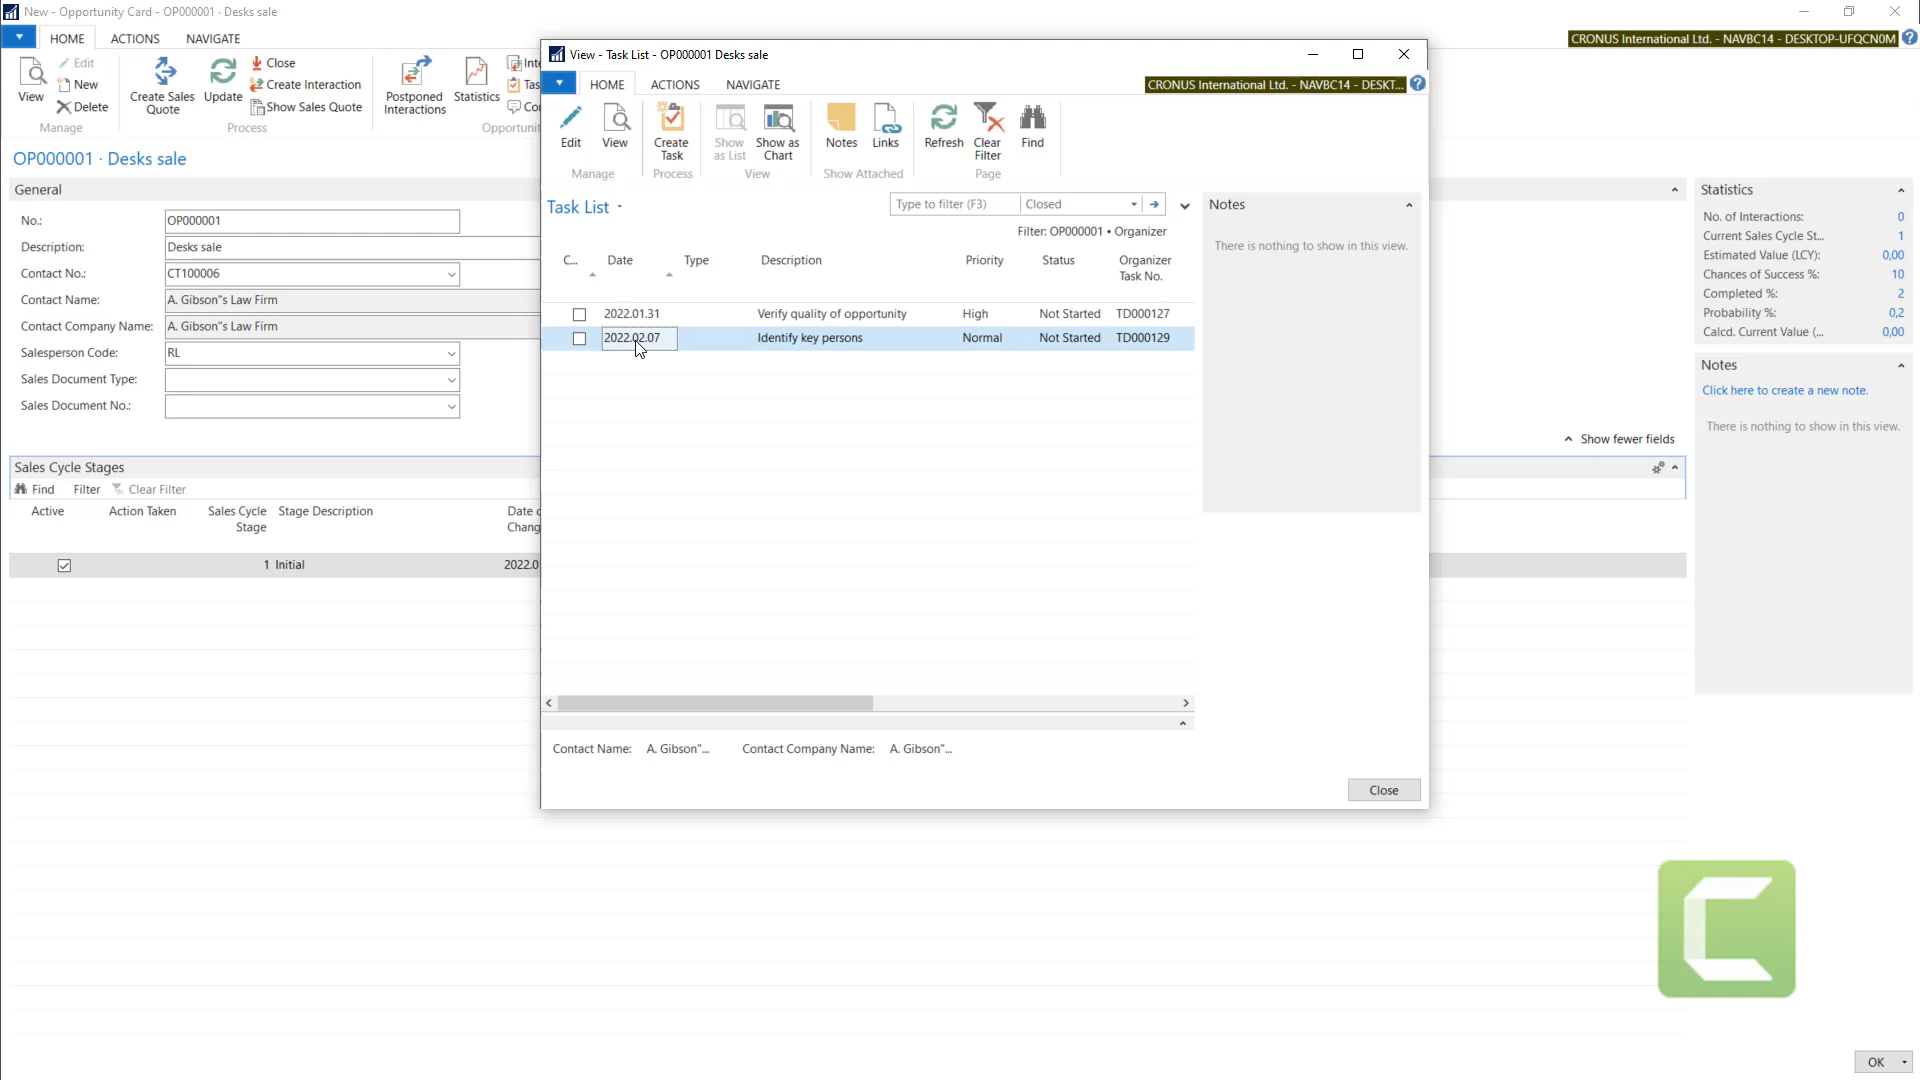 New - Opportunity Card - OP000001 · Desks sale
HOME ACTIONS NAVIGATE
CRONUS International Ltd. - NAVBC14 - DESKTOP-UFQCN0M
View
Edit
New
Delete
Manage
Create Sales Quote
Update
Close
Create Interaction
Show Sales Quote
Process
Postponed Interactions
Statistics
Inte
Tas
Co
Opportunit
OP000001 · Desks sale
General
No.: OP000001
Description: Desks sale
Contact No.: CT100006
Contact Name: A. Gibson"s Law Firm
Contact Company Name: A. Gibson"s Law Firm
Salesperson Code: RL
Sales Document Type:
Sales Document No.:
Show fewer fields
Sales Cycle Stages
Find Filter Clear Filter
Active Action Taken Sales Cycle Stage Stage Description Date o Chang
1 Initial 2022.0
View - Task List - OP000001 Desks sale
HOME ACTIONS NAVIGATE
CRONUS International Ltd. - NAVBC14 - DESKT...
Edit
View
Manage
Create Task
Process
Show as List
Show as Chart
View
Notes
Links
Show Attached
Refresh
Clear Filter
Find
Page
Task List
Type to filter (F3) Closed
Filter: OP000001 • Organizer
C... Date Type Description Priority Status Organizer Task No.
2022.01.31 Verify quality of opportunity High Not Started TD000127
2022.02.07 Identify key persons Normal Not Started TD000129
Contact Name: A. Gibson"... Contact Company Name: A. Gibson"...
Notes
There is nothing to show in this view.
Close
Statistics
No. of Interactions: 0
Current Sales Cycle St... 1
Estimated Value (LCY): 0,00
Chances of Success %: 10
Completed %: 2
Probability %: 0,2
Calcd. Current Value (... 0,00
Notes
Click here to create a new note.
There is nothing to show in this view.
OK